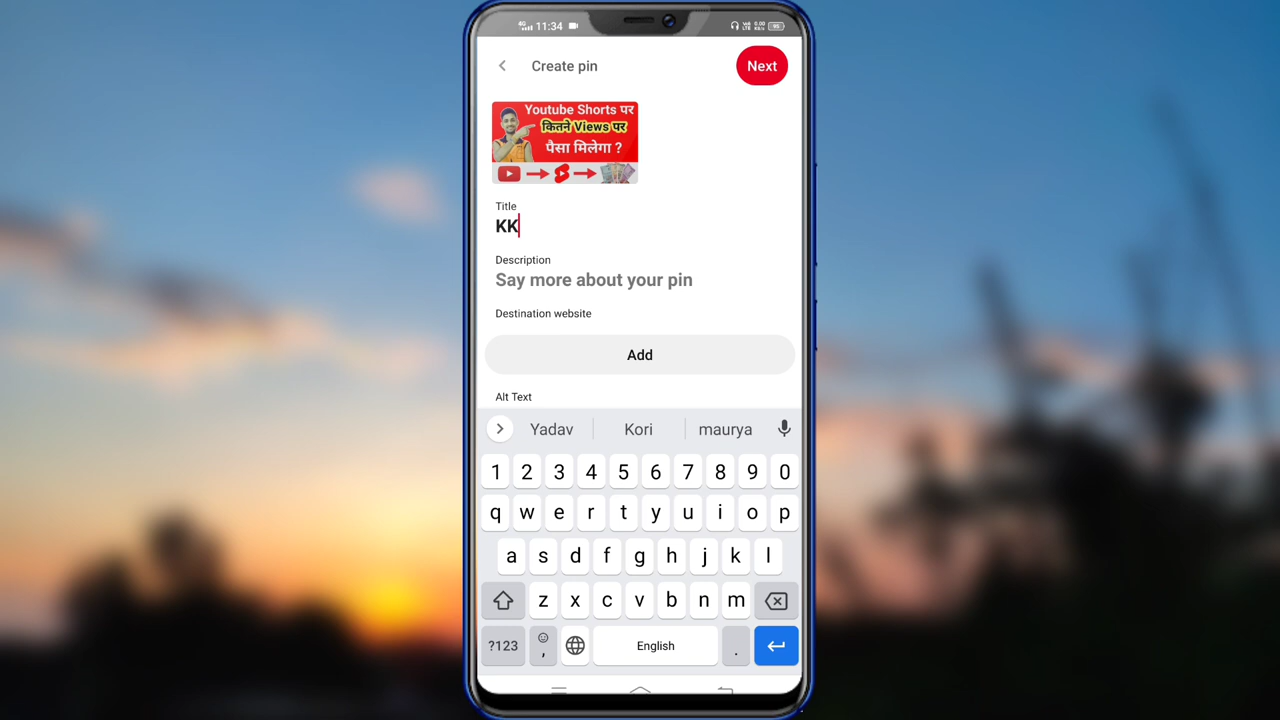 4G 11:34 95
Create pin
Next
Youtube Shorts पर
कितने Views पर
पैसा मिलेगा ?
Title
KK
Description
Say more about your pin
Destination website
Add
Alt Text
Yadav Kori maurya
1 2 3 4 5 6 7 8 9 0
q w e r t y u i o p
a s d f g h j k l
z x c v b n m
?123 , English .